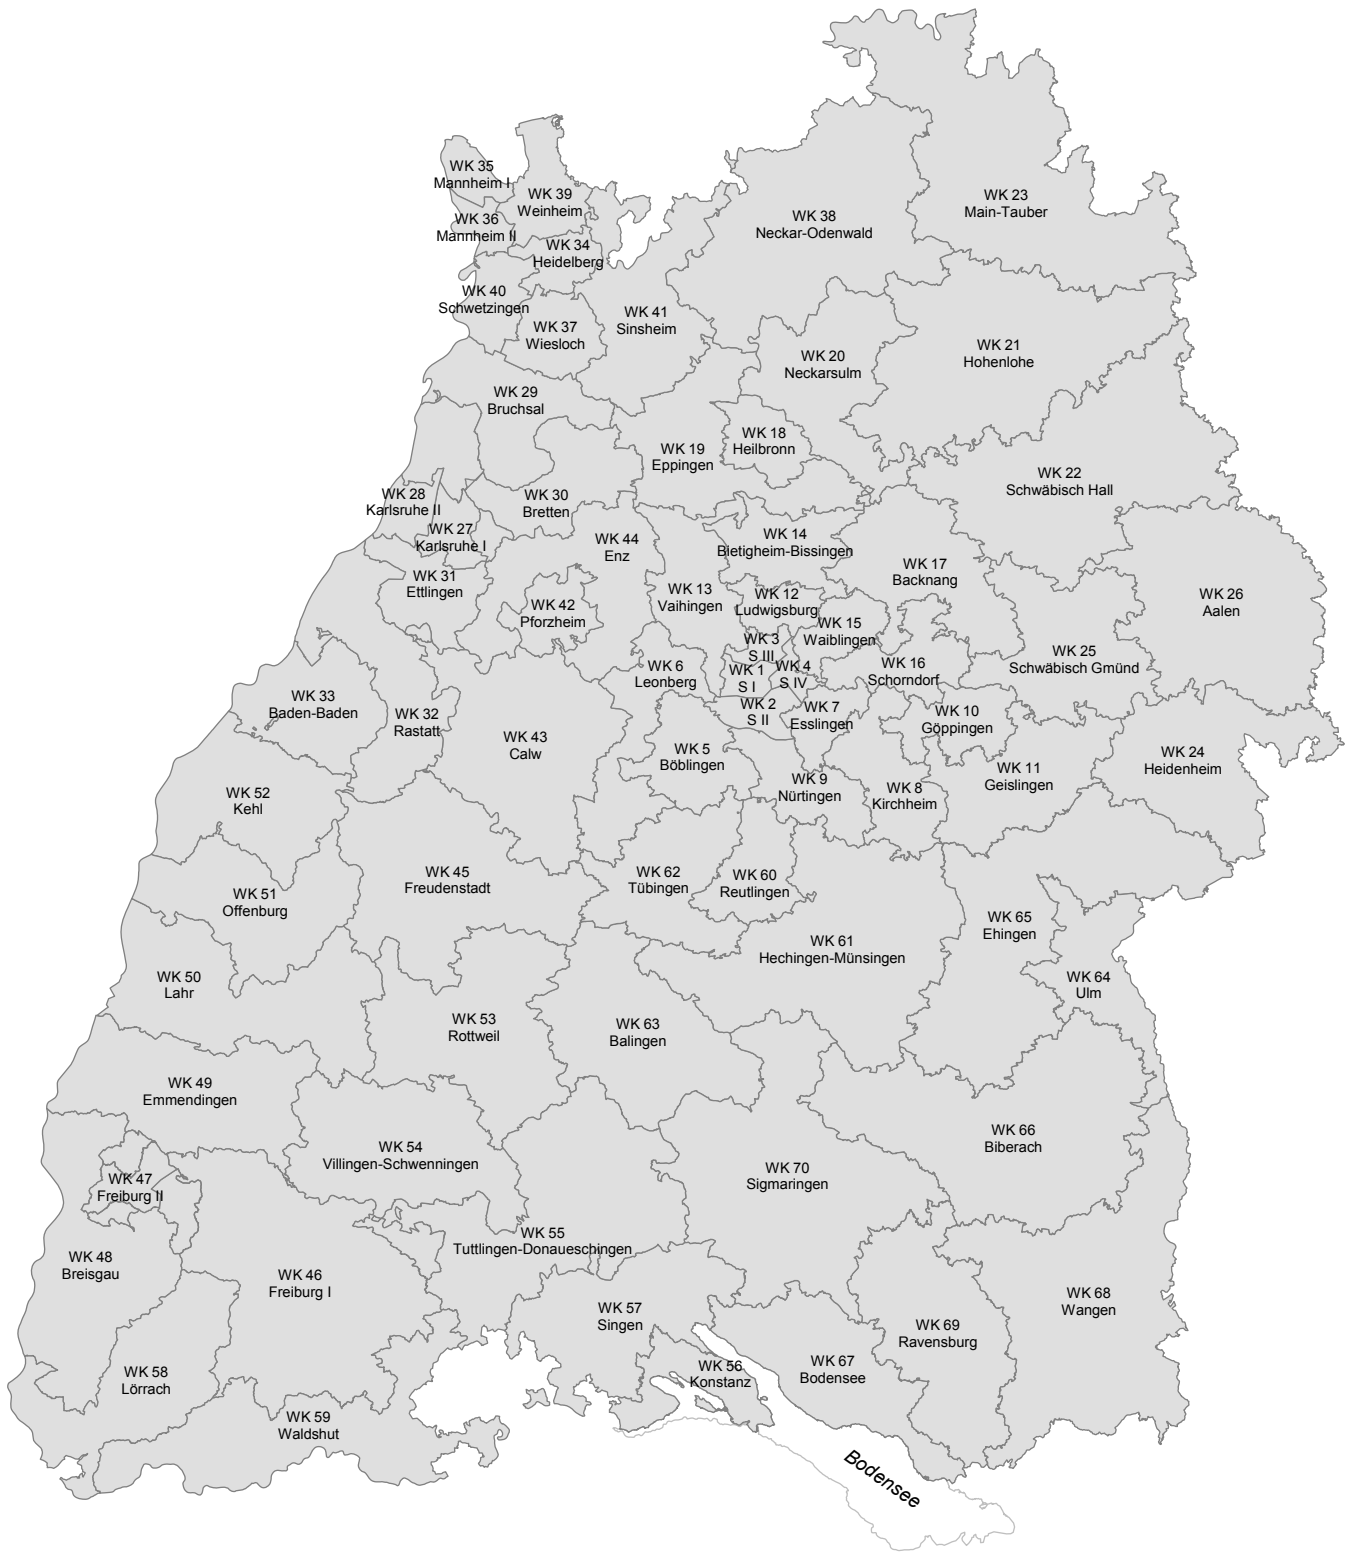 WK 35
Mannheim I
WK 39
Weinheim
WK 23
Main-Tauber
WK 36
Mannheim II
WK 38
Neckar-Odenwald
WK 34
Heidelberg
WK 40
Schwetzingen
WK 41
Sinsheim
WK 37
Wiesloch
WK 21
Hohenlohe
WK 20
Neckarsulm
WK 29
Bruchsal
WK 18
Heilbronn
WK 19
Eppingen
WK 22
Schwäbisch Hall
WK 28
Karlsruhe II
WK 30
Bretten
WK 27
Karlsruhe I
WK 44
Enz
WK 14
Bietigheim-Bissingen
WK 17
Backnang
WK 31
Ettlingen
WK 13
Vaihingen
WK 12
Ludwigsburg
WK 26
Aalen
WK 42
Pforzheim
WK 15
Waiblingen
WK 3
S III
WK 25
Schwäbisch Gmünd
WK 6
Leonberg
WK 1
S I
WK 4
S IV
WK 16
Schorndorf
WK 33
Baden-Baden
WK 32
Rastatt
WK 2
S II
WK 7
Esslingen
WK 10
Göppingen
WK 43
Calw
WK 5
Böblingen
WK 24
Heidenheim
WK 11
Geislingen
WK 9
Nürtingen
WK 8
Kirchheim
WK 52
Kehl
WK 45
Freudenstadt
WK 62
Tübingen
WK 60
Reutlingen
WK 51
Offenburg
WK 65
Ehingen
WK 61
Hechingen-Münsingen
WK 50
Lahr
WK 64
Ulm
WK 53
Rottweil
WK 63
Balingen
WK 49
Emmendingen
WK 66
Biberach
WK 54
Villingen-Schwenningen
WK 70
Sigmaringen
WK 47
Freiburg II
WK 55
Tuttlingen-Donaueschingen
WK 48
Breisgau
WK 46
Freiburg I
WK 68
Wangen
WK 57
Singen
WK 69
Ravensburg
WK 56
Konstanz
WK 67
Bodensee
WK 58
Lörrach
WK 59
Waldshut
Bodensee